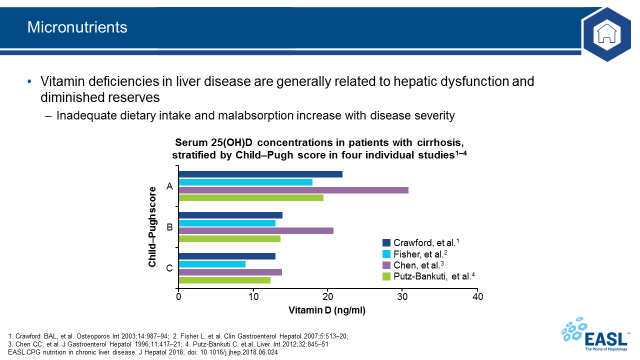 Micronutrients
• Vitamin deficiencies in liver disease are generally related to hepatic dysfunction and
diminished reserves
– Inadequate dietary intake and malabsorption increase with disease severity
Serum 25(OH)D concentrations in patients with cirrhosis,
stratified by Child–Pugh score in four individual studies1–4
Child–Pugh score
A
B
C
Crawford, et al.1
Fisher, et al.2
Chen, et al.3
Putz-Bankuti, et al.4
0 10 20 30 40
Vitamin D (ng/ml)
1. Crawford BAL, et al. Osteoporos Int 2003;14:987–94; 2. Fisher L, et al. Clin Gastroenterol Hepatol 2007;5:513–20;
3. Chen CC, et al. J Gastroenterol Hepatol 1996;11:417–21; 4. Putz-Bankuti C, et al. Liver Int 2012;32:845–51
EASL CPG nutrition in chronic liver disease. J Hepatol 2018; doi: 10.1016/j.jhep.2018.06.024
EASL
The Home of Hepatology